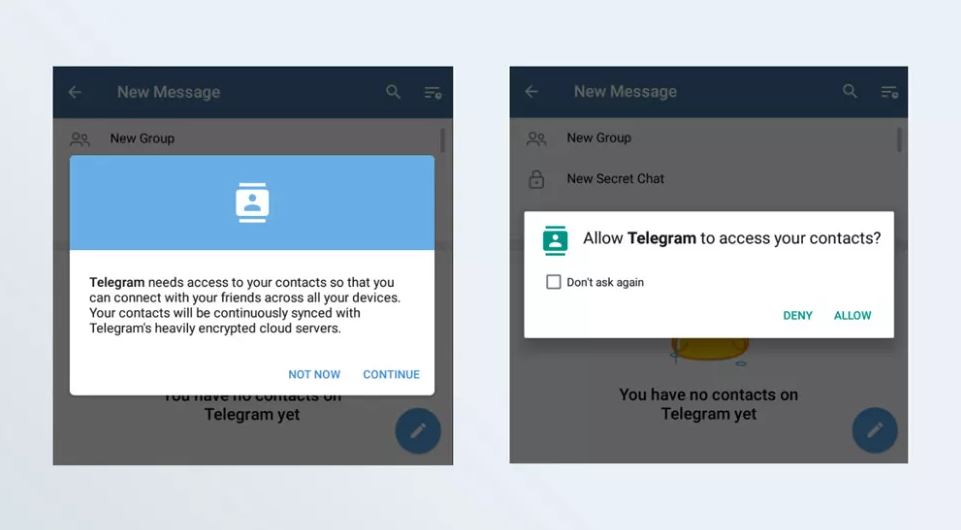 New Message
New Group
Telegram needs access to your contacts so that you
can connect with your friends across all your devices.
Your contacts will be continuously synced with
Telegram's heavily encrypted cloud servers.
NOT NOW CONTINUE
You have no contacts on
Telegram yet
New Message
New Group
New Secret Chat
Allow Telegram to access your contacts?
Don't ask again
DENY ALLOW
You have no contacts on
Telegram yet